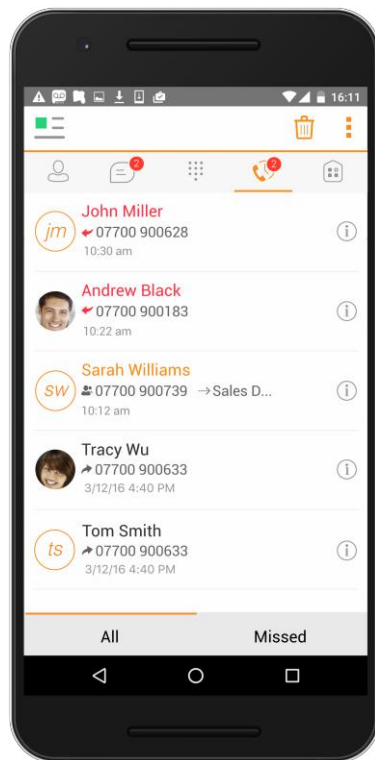 16:11
2
2
jm
John Miller
07700 900628
10:30 am
Andrew Black
07700 900183
10:22 am
sw
Sarah Williams
07700 900739 →Sales D...
10:12 am
Tracy Wu
07700 900633
3/12/16 4:40 PM
ts
Tom Smith
07700 900633
3/12/16 4:40 PM
All Missed